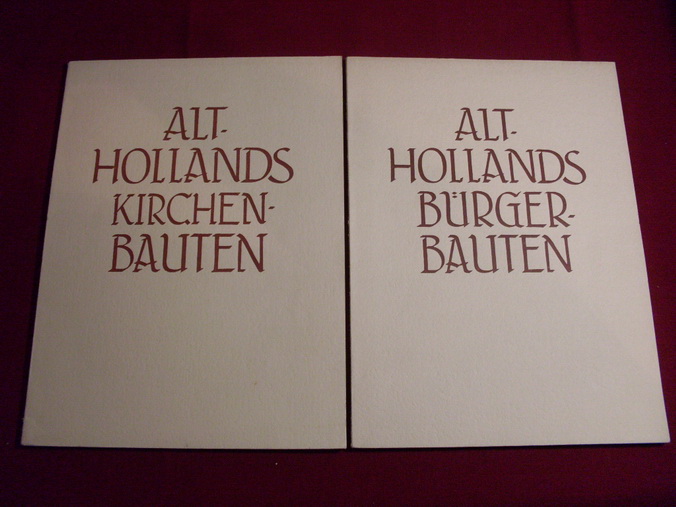 ALT-
HOLLANDS
KIRCHEN-
BAUTEN
ALT-
HOLLANDS
BÜRGER-
BAUTEN